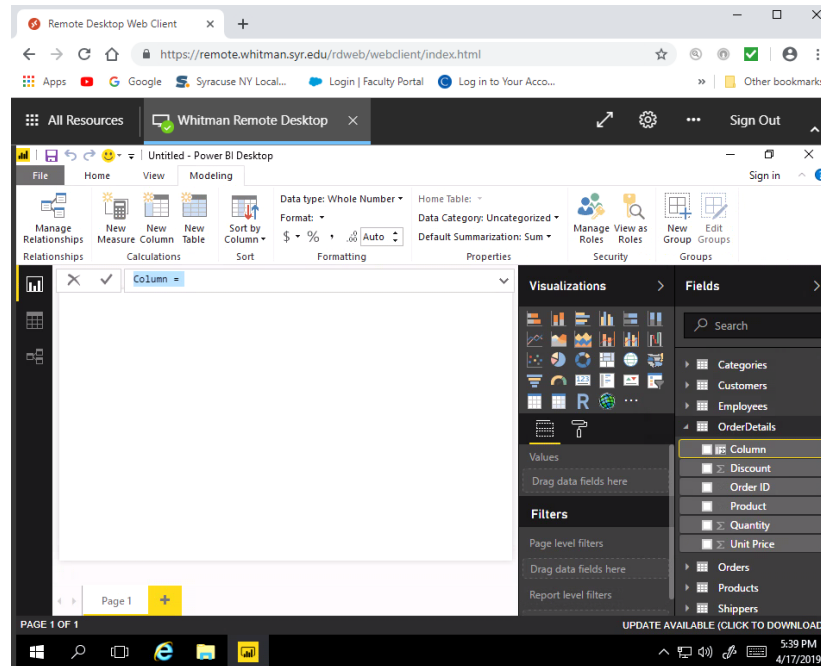 Remote Desktop Web Client
https://remote.whitman.syr.edu/rdweb/webclient/index.html
Apps Google Syracuse NY Local... Login | Faculty Portal Log in to Your Acco... » Other bookmarks
All Resources Whitman Remote Desktop Sign Out
Untitled - Power BI Desktop
File Home View Modeling Sign in
Manage Relationships
New Measure
New Column
New Table
Sort by Column
Data type: Whole Number
Format:
$ % , .00 Auto
Home Table:
Data Category: Uncategorized
Default Summarization: Sum
Manage Roles
View as Roles
New Group
Edit Groups
Relationships Calculations Sort Formatting Properties Security Groups
Column =
Visualizations
123
R
Values
Drag data fields here
Filters
Page level filters
Drag data fields here
Report level filters
Fields
Search
Categories
Customers
Employees
OrderDetails
Column
Discount
Order ID
Product
Quantity
Unit Price
Orders
Products
Shippers
Page 1
PAGE 1 OF 1 UPDATE AVAILABLE (CLICK TO DOWNLOAD
5:39 PM
4/17/2019